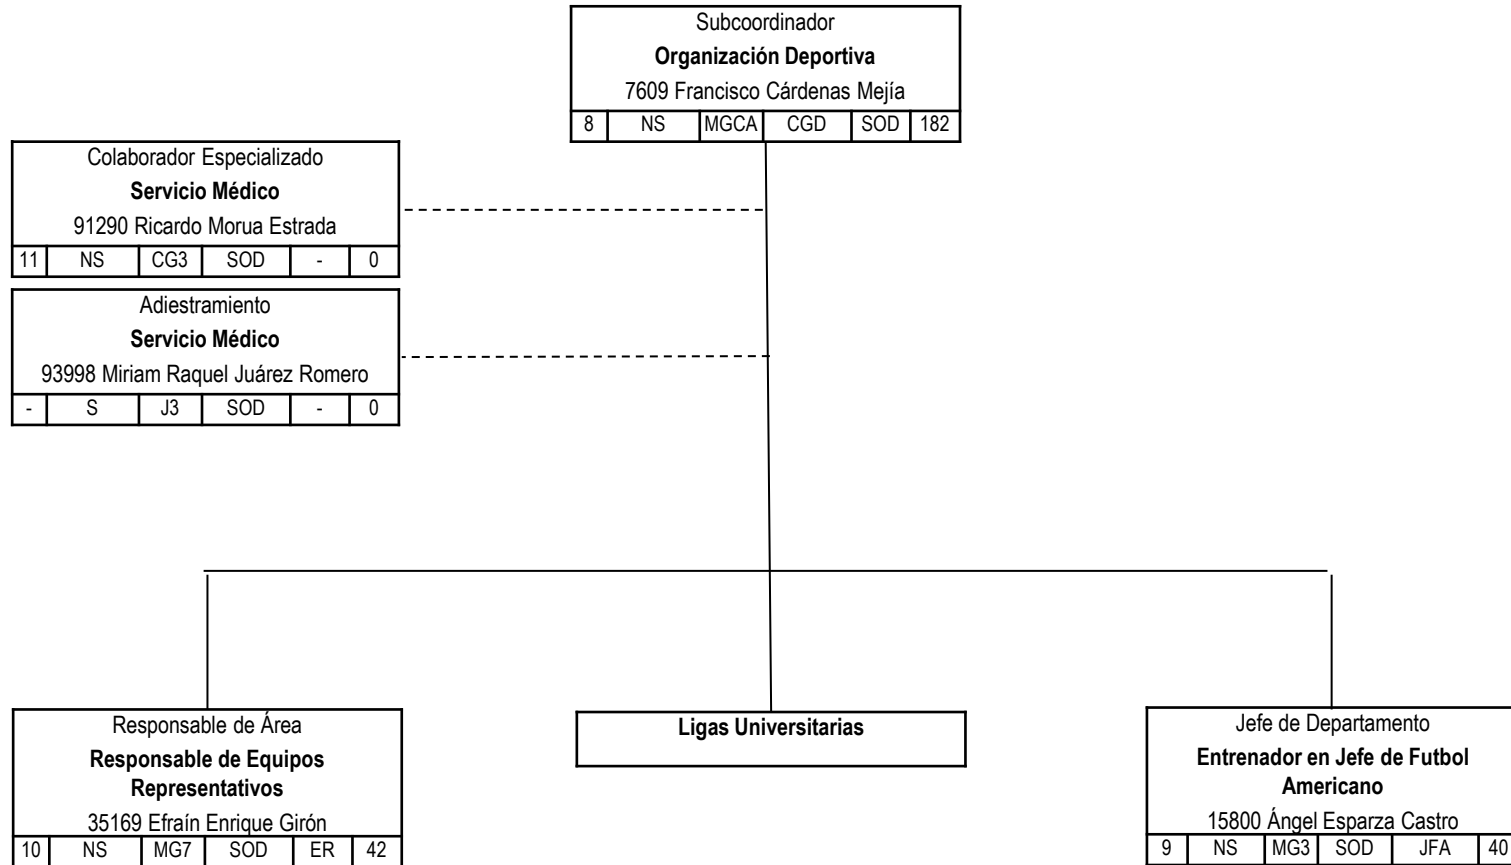 Subcoordinador
Organización Deportiva
7609 Francisco Cárdenas Mejía
8 NS MGCA CGD SOD 182
Colaborador Especializado
Servicio Médico
91290 Ricardo Morua Estrada
11 NS CG3 SOD - 0
Adiestramiento
Servicio Médico
93998 Miriam Raquel Juárez Romero
- S J3 SOD - 0
Responsable de Área
Responsable de Equipos
Representativos
35169 Efraín Enrique Girón
10 NS MG7 SOD ER 42
Ligas Universitarias
Jefe de Departamento
Entrenador en Jefe de Futbol
Americano
15800 Ángel Esparza Castro
9 NS MG3 SOD JFA 40